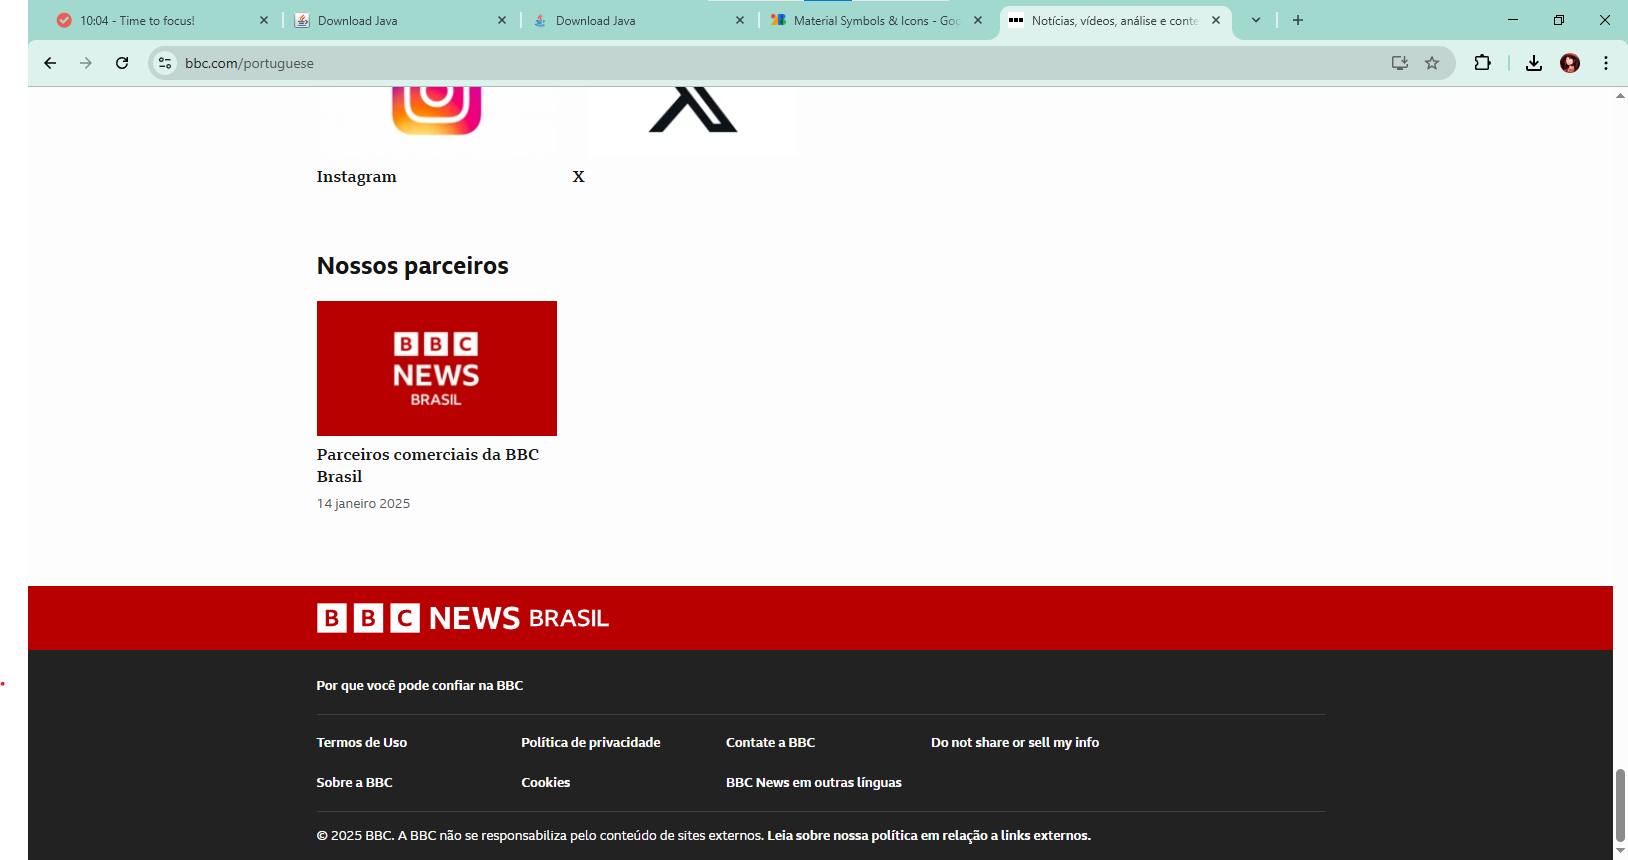 10:04 - Time to focus!
Download Java
Download Java
Material Symbols & Icons - Goo
Notícias, vídeos, análise e conte
bbc.com/portuguese
Instagram
X
Nossos parceiros
BBC
NEWS
BRASIL
Parceiros comerciais da BBC
Brasil
14 janeiro 2025
BBC NEWS BRASIL
Por que você pode confiar na BBC
Termos de Uso
Política de privacidade
Contate a BBC
Do not share or sell my info
Sobre a BBC
Cookies
BBC News em outras línguas
© 2025 BBC. A BBC não se responsabiliza pelo conteúdo de sites externos. Leia sobre nossa política em relação a links externos.